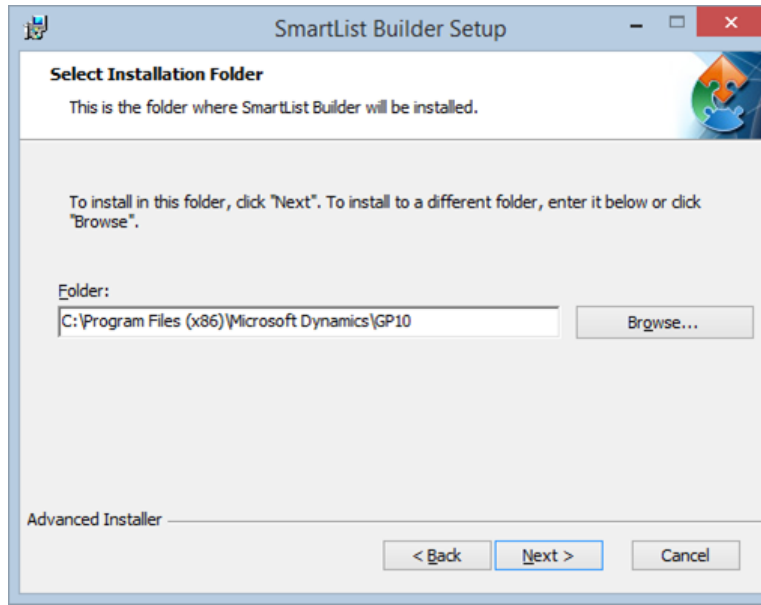 SmartList Builder Setup
Select Installation Folder
This is the folder where SmartList Builder will be installed.
To install in this folder, click "Next". To install to a different folder, enter it below or click
"Browse".
Folder:
C:\Program Files (x86)\Microsoft Dynamics\GP10
Browse...
Advanced Installer
< Back
Next >
Cancel